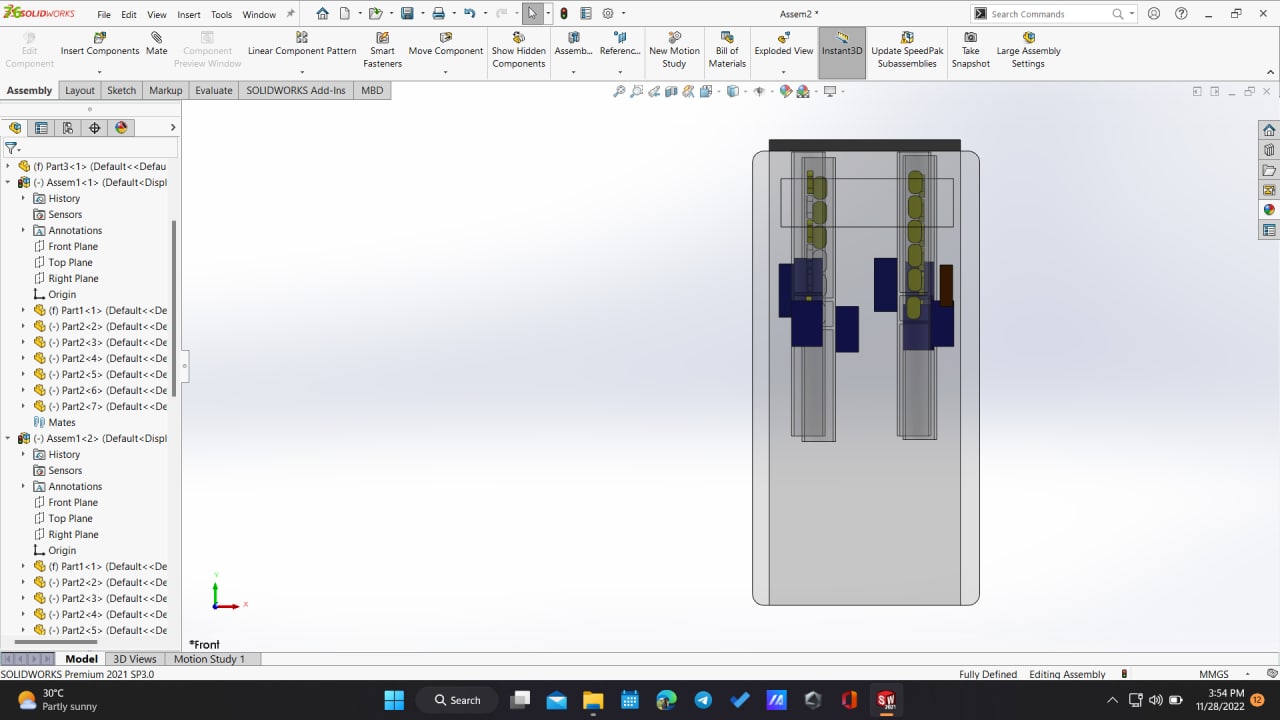 SOLIDWORKS File Edit View Insert Tools Window Assem2 * Search Commands
Edit Component Insert Components Mate Component Preview Window Linear Component Pattern Smart Fasteners Move Component Show Hidden Components Assemb... Referenc... New Motion Study Bill of Materials Exploded View Instant3D Update SpeedPak Subassemblies Take Snapshot Large Assembly Settings
Assembly Layout Sketch Markup Evaluate SOLIDWORKS Add-Ins MBD
(f) Part3<1> (Default<<Defau
(-) Assem1<1> (Default<Displ
History
Sensors
Annotations
Front Plane
Top Plane
Right Plane
Origin
(f) Part1<1> (Default<<De
(-) Part2<2> (Default<<De
(-) Part2<3> (Default<<De
(-) Part2<4> (Default<<De
(-) Part2<5> (Default<<De
(-) Part2<6> (Default<<De
(-) Part2<7> (Default<<De
Mates
(-) Assem1<2> (Default<Displ
History
Sensors
Annotations
Front Plane
Top Plane
Right Plane
Origin
(f) Part1<1> (Default<<De
(-) Part2<2> (Default<<De
(-) Part2<3> (Default<<De
(-) Part2<4> (Default<<De
(-) Part2<5> (Default<<De
Y
X
*Front
Model 3D Views Motion Study 1
SOLIDWORKS Premium 2021 SP3.0 Fully Defined Editing Assembly MMGS
30°C
Partly sunny
Search
SW
2021
3:54 PM
11/28/2022
12